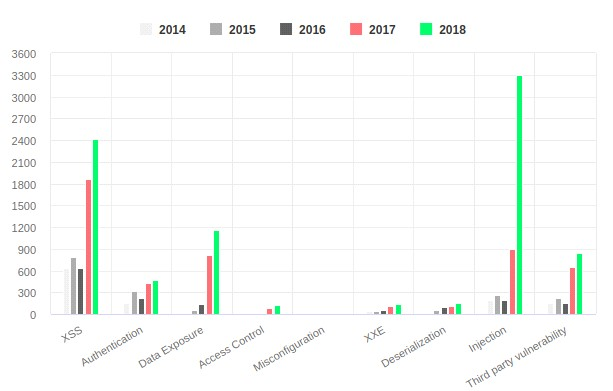 2014 2015 2016 2017 2018
3600
3300
3000
2700
2400
2100
1800
1500
1200
900
600
300
0
XSS
Authentication
Data Exposure
Access Control
Misconfiguration
XXE
Deserialization
Injection
Third party vulnerability